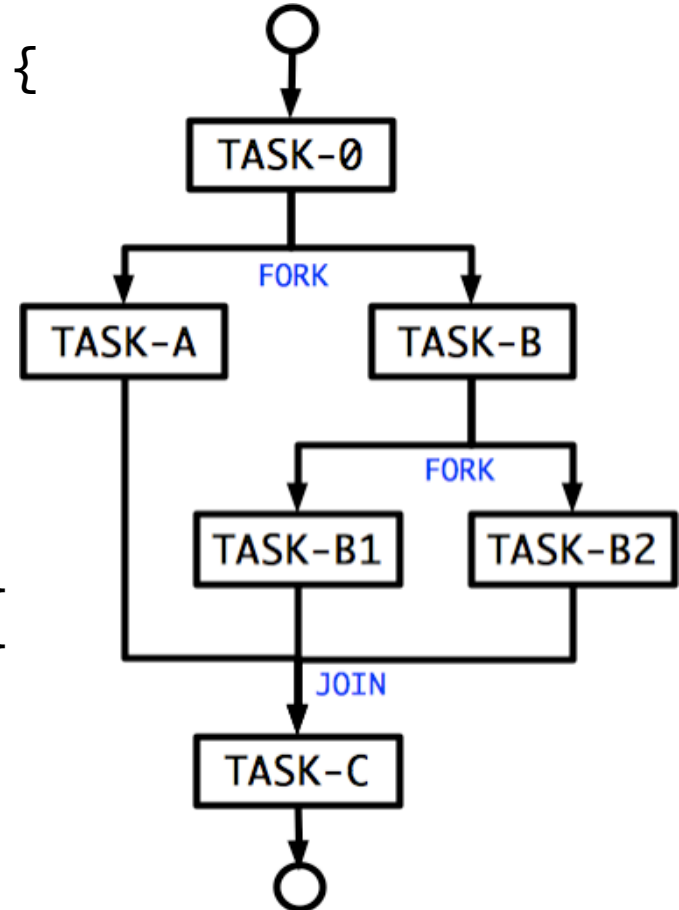 {
TASK-0
FORK
TASK-A TASK-B
FORK
TASK-B1 TASK-B2
JOIN
TASK-C